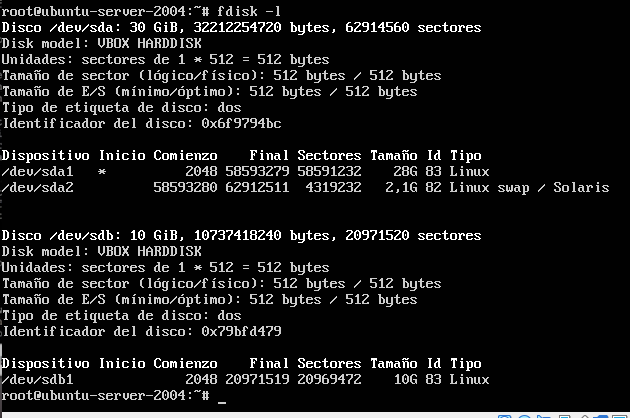 root@ubuntu-server-2004:~# fdisk -l
Disco /dev/sda: 30 GiB, 32212254720 bytes, 62914560 sectores
Disk model: VBOX HARDDISK
Unidades: sectores de 1 * 512 = 512 bytes
Tamaño de sector (lógico/físico): 512 bytes / 512 bytes
Tamaño de E/S (mínimo/óptimo): 512 bytes / 512 bytes
Tipo de etiqueta de disco: dos
Identificador del disco: 0x6f9794bc
Dispositivo Inicio Comienzo Final Sectores Tamaño Id Tipo
/dev/sda1 * 2048 58593279 58591232 28G 83 Linux
/dev/sda2 58593280 62912511 4319232 2,1G 82 Linux swap / Solaris
Disco /dev/sdb: 10 GiB, 10737418240 bytes, 20971520 sectores
Disk model: VBOX HARDDISK
Unidades: sectores de 1 * 512 = 512 bytes
Tamaño de sector (lógico/físico): 512 bytes / 512 bytes
Tamaño de E/S (mínimo/óptimo): 512 bytes / 512 bytes
Tipo de etiqueta de disco: dos
Identificador del disco: 0x79bfd479
Dispositivo Inicio Comienzo Final Sectores Tamaño Id Tipo
/dev/sdb1 2048 20971519 20969472 10G 83 Linux
root@ubuntu-server-2004:~# _